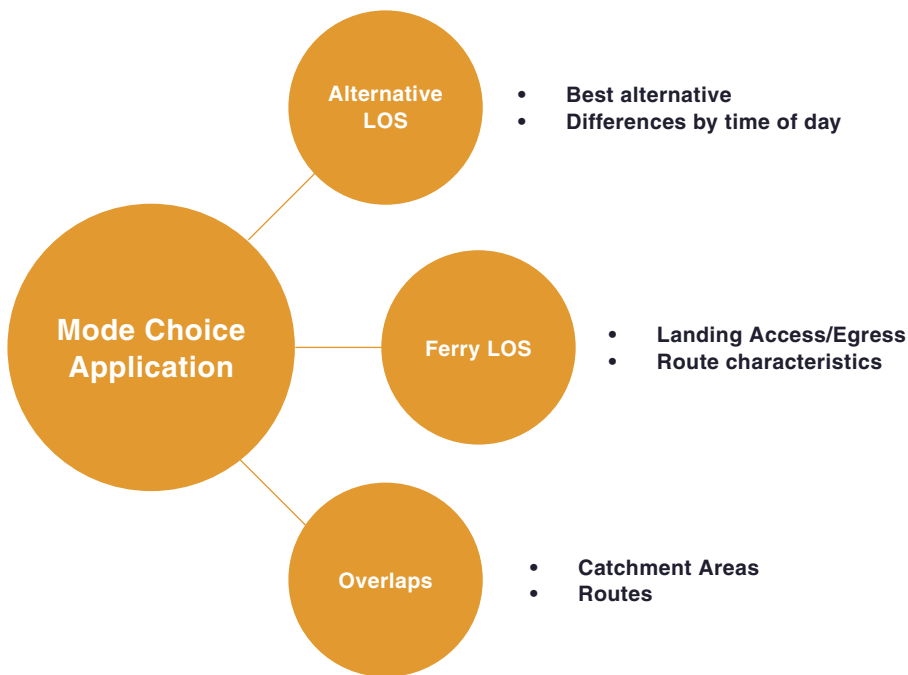 Alternative
LOS
• Best alternative
• Differences by time of day
Mode Choice
Application
Ferry LOS
• Landing Access/Egress
• Route characteristics
Overlaps
• Catchment Areas
• Routes